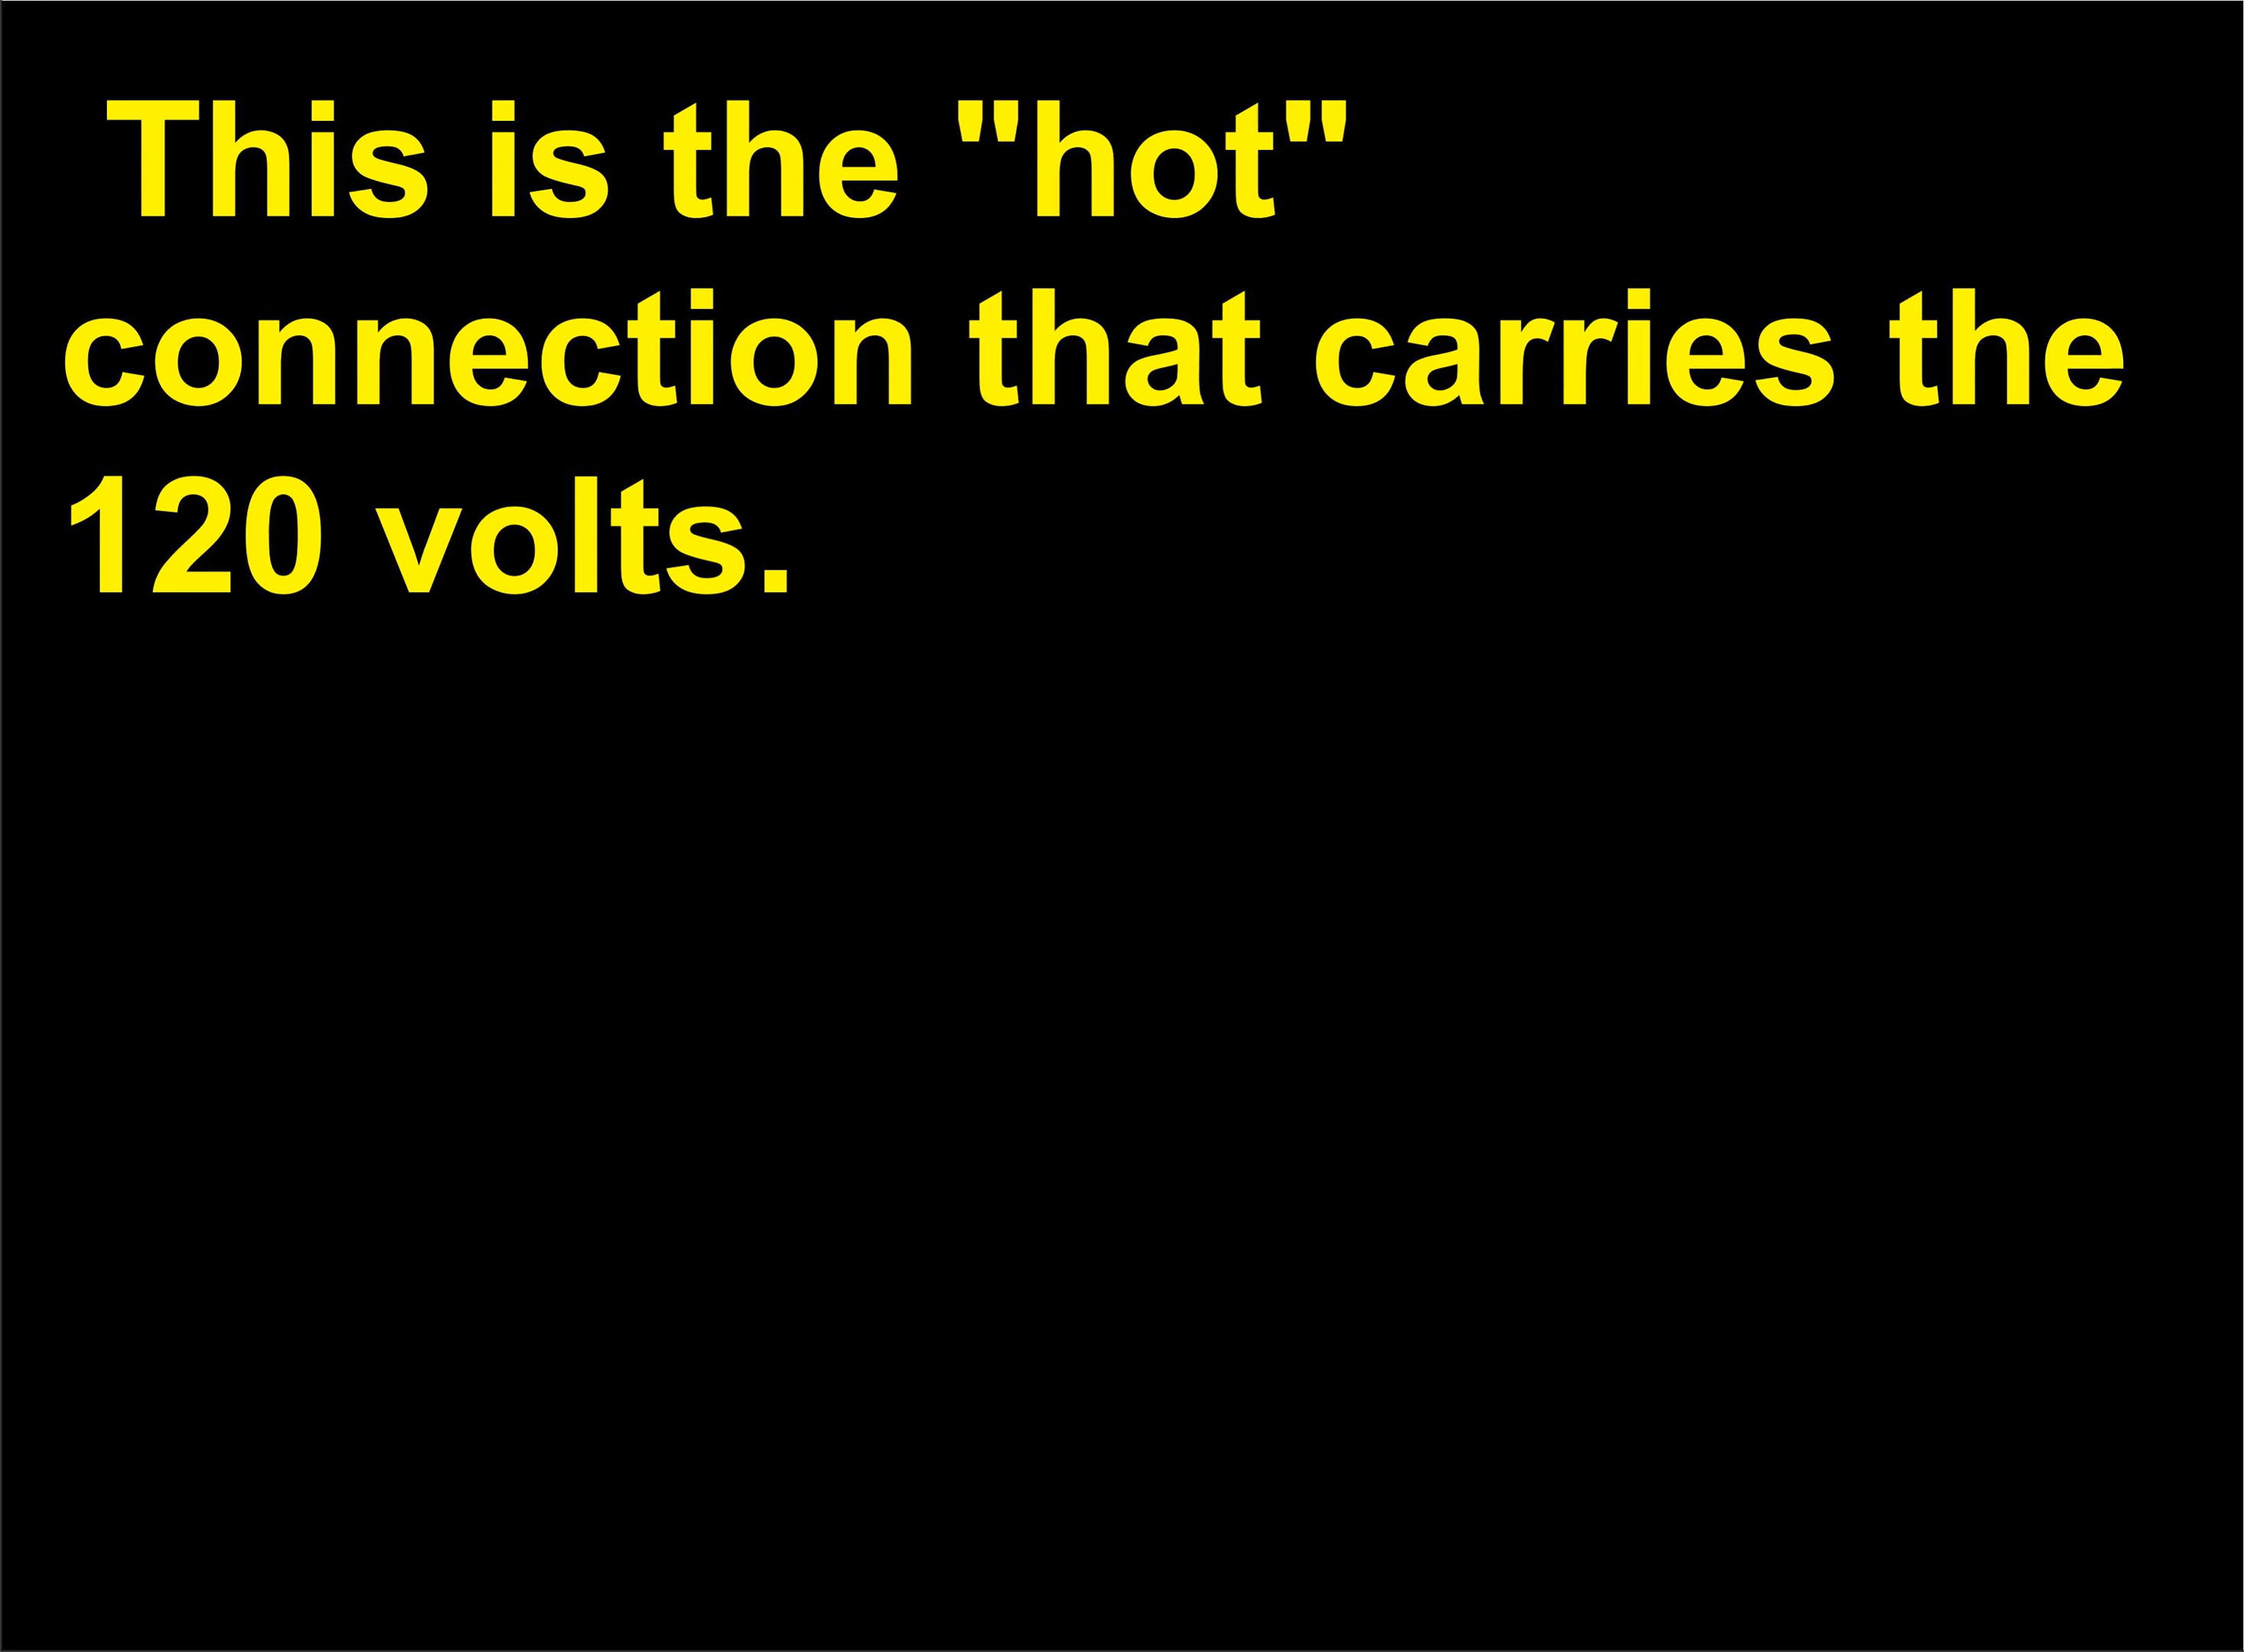 This is the "hot"
connection that carries the
120 volts.